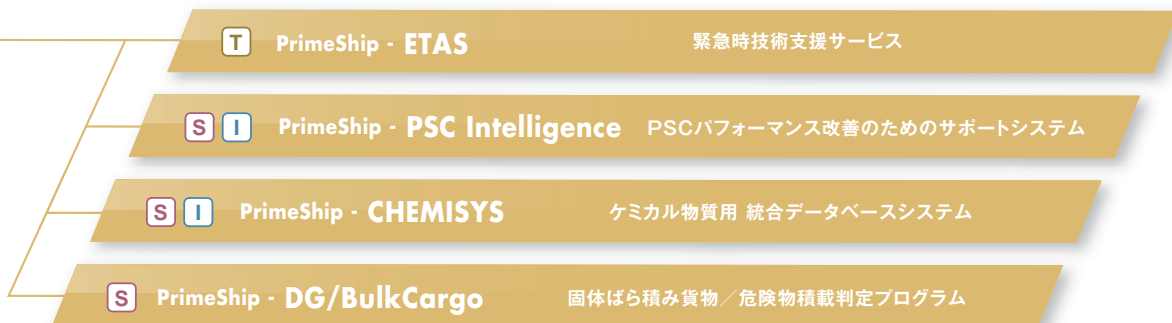 T PrimeShip - ETAS 緊急時技術支援サービス
S I PrimeShip - PSC Intelligence PSCパフォーマンス改善のためのサポートシステム
S I PrimeShip - CHEMISYS ケミカル物質用 統合データベースシステム
S PrimeShip - DG/BulkCargo 固体ばら積み貨物／危険物積載判定プログラム